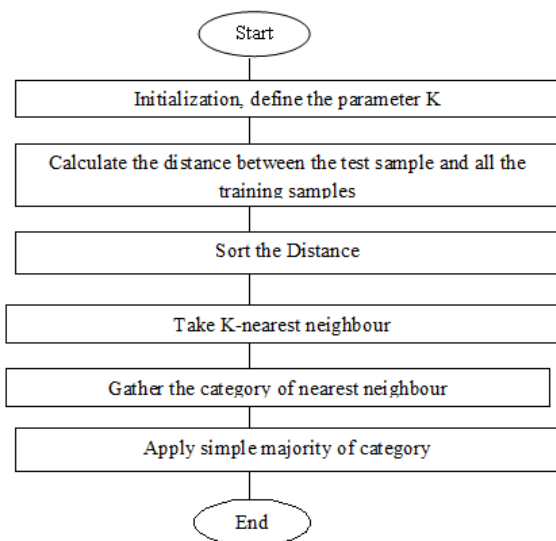 Start
Initialization, define the parameter K
Calculate the distance between the test sample and all the
training samples
Sort the Distance
Take K-nearest neighbour
Gather the category of nearest neighbour
Apply simple majority of category
End